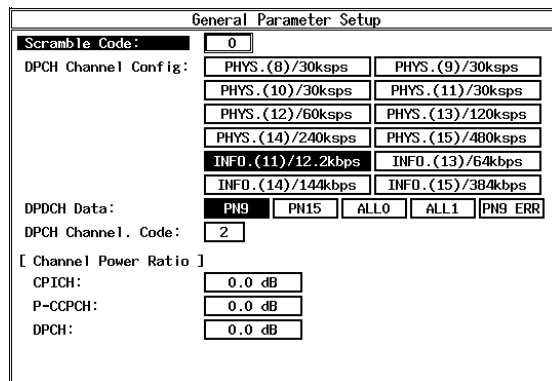 General Parameter Setup
Scramble Code: 0
DPCH Channel Config: PHYS.(8)/30ksps PHYS.(9)/30ksps
PHYS.(10)/30ksps PHYS.(11)/30ksps
PHYS.(12)/60ksps PHYS.(13)/120ksps
PHYS.(14)/240ksps PHYS.(15)/480ksps
INFO.(11)/12.2kbps INFO.(13)/64kbps
INFO.(14)/144kbps INFO.(15)/384kbps
DPDCH Data: PN9 PN15 ALL0 ALL1 PN9 ERR
DPCH Channel. Code: 2
[ Channel Power Ratio ]
CPICH: 0.0 dB
P-CCPCH: 0.0 dB
DPCH: 0.0 dB